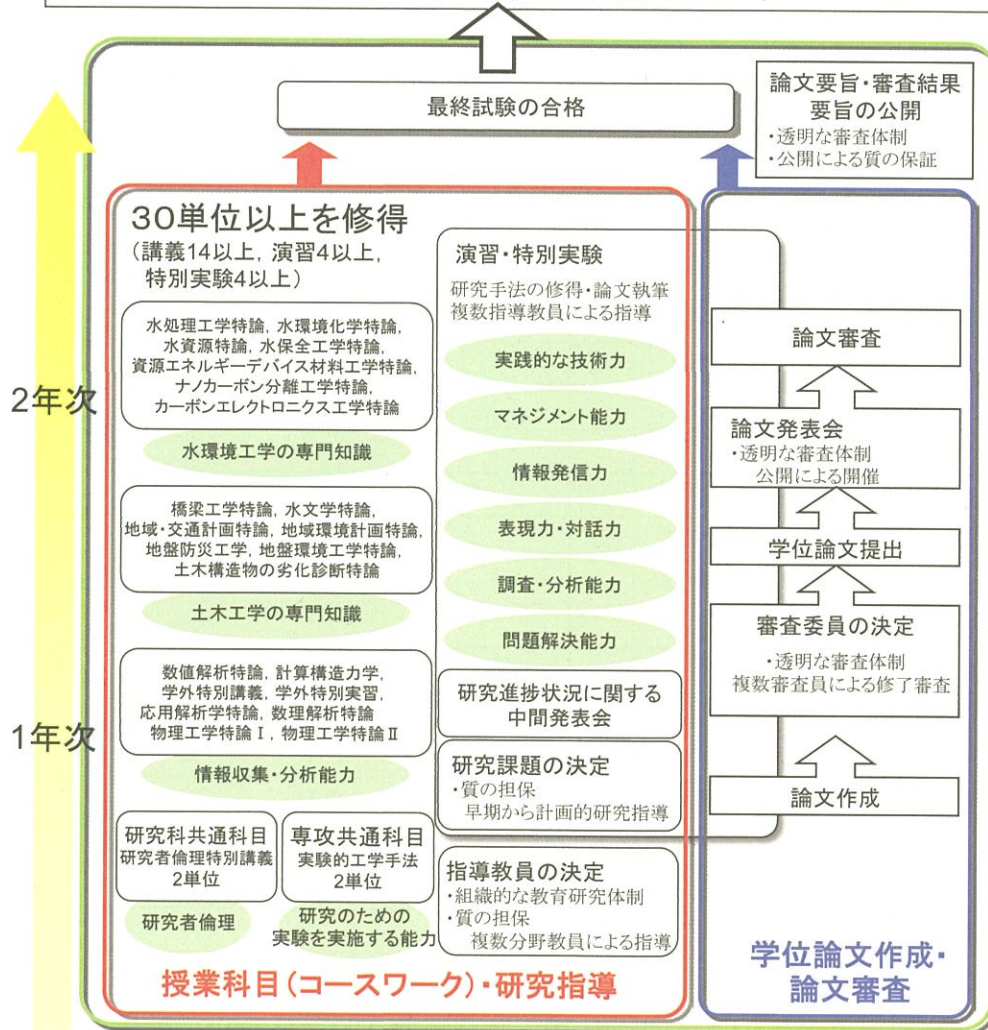 最終試験の合格
論文要旨・審査結果
要旨の公開
・透明な審査体制
・公開による質の保証
30単位以上を修得
(講義14以上, 演習4以上,
特別実験4以上)
水処理工学特論, 水環境化学特論,
水資源特論, 水保全工学特論,
資源エネルギーデバイス材料工学特論,
ナノカーボン分離工学特論,
カーボンエレクトロニクス工学特論
水環境工学の専門知識
橋梁工学特論, 水文学特論,
地域・交通計画特論, 地域環境計画特論,
地盤防災工学, 地盤環境工学特論,
土木構造物の劣化診断特論
土木工学の専門知識
数値解析特論, 計算構造力学,
学外特別講義, 学外特別実習,
応用解析学特論, 数理解析特論
物理工学特論Ⅰ, 物理工学特論Ⅱ
情報収集・分析能力
研究科共通科目
研究者倫理特別講義
2単位
研究者倫理
専攻共通科目
実験的工学手法
2単位
研究のための
実験を実施する能力
演習・特別実験
研究手法の修得・論文執筆
複数指導教員による指導
実践的な技術力
マネジメント能力
情報発信力
表現力・対話力
調査・分析能力
問題解決能力
研究進捗状況に関する
中間発表会
研究課題の決定
・質の担保
早期から計画的研究指導
指導教員の決定
・組織的な教育研究体制
・質の担保
複数分野教員による指導
授業科目(コースワーク)・研究指導
論文審査
論文発表会
・透明な審査体制
公開による開催
学位論文提出
審査委員の決定
・透明な審査体制
複数審査員による修了審査
論文作成
学位論文作成・
論文審査
2年次
1年次